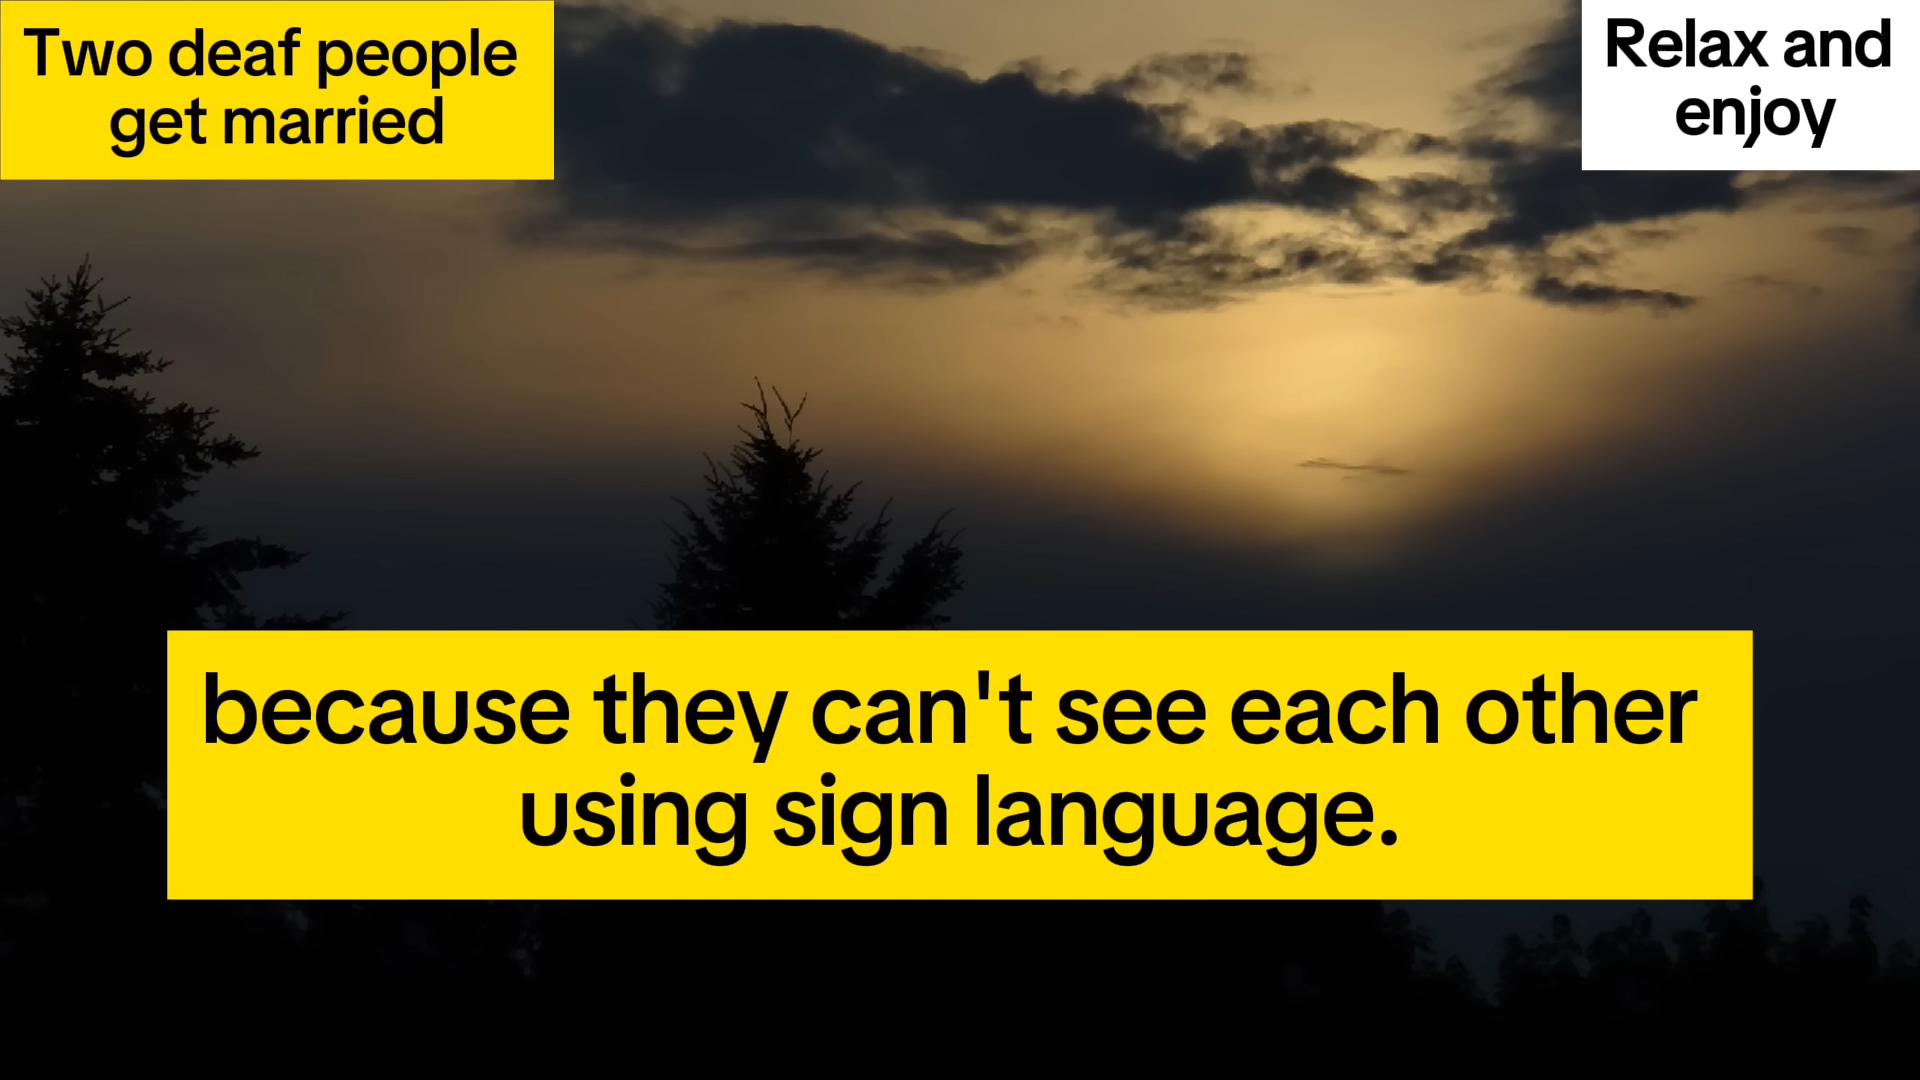 Two deaf people
get married
Relax and
enjoy
because they can't see each other
using sign language.